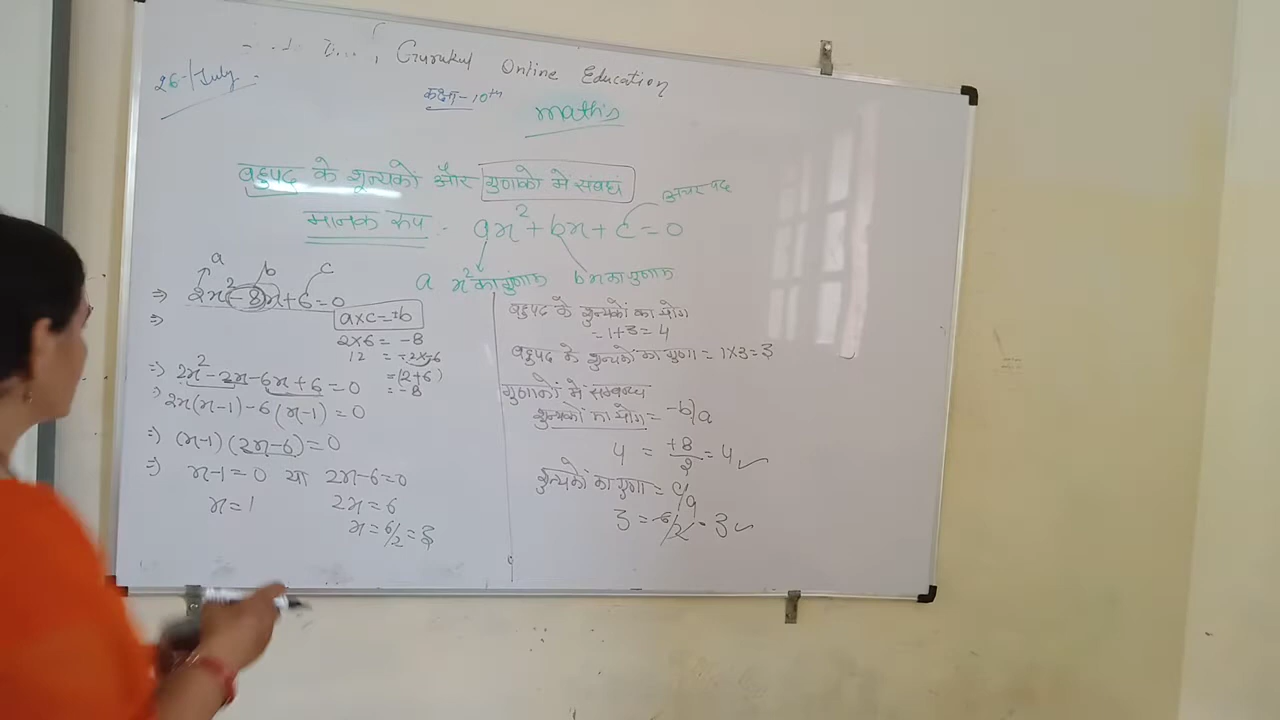 Gurukul Online Education
26/July
कक्षा-10th
maths
बहुपद के शून्यकों और गुणांको मे संबंध
मानक रूप - ax²+bx+c=0
अचर पद
a x² का गुणांक b x का गुणांक
a b c
⇒ 2x²-8x+6=0
⇒ a×c=±b
2×6 = -8
12 = -2×-6
= (2+6)
= -8
⇒ 2x²-2x-6x+6=0
⇒ 2x(x-1)-6(x-1)=0
⇒ (x-1)(2x-6)=0
⇒ x-1=0 या 2x-6=0
x=1 2x=6
x=6/2=3
बहुपद के शून्यकों का योग
=1+3=4
बहुपद के शून्यकों का गुणा = 1×3=3
गुणाकों मे सम्बन्ध
शून्यकों का योग = -b/a
4 = +8/2 = 4 ✓
शून्यकों का गुणा = c/a
3 = 6/2 = 3 ✓